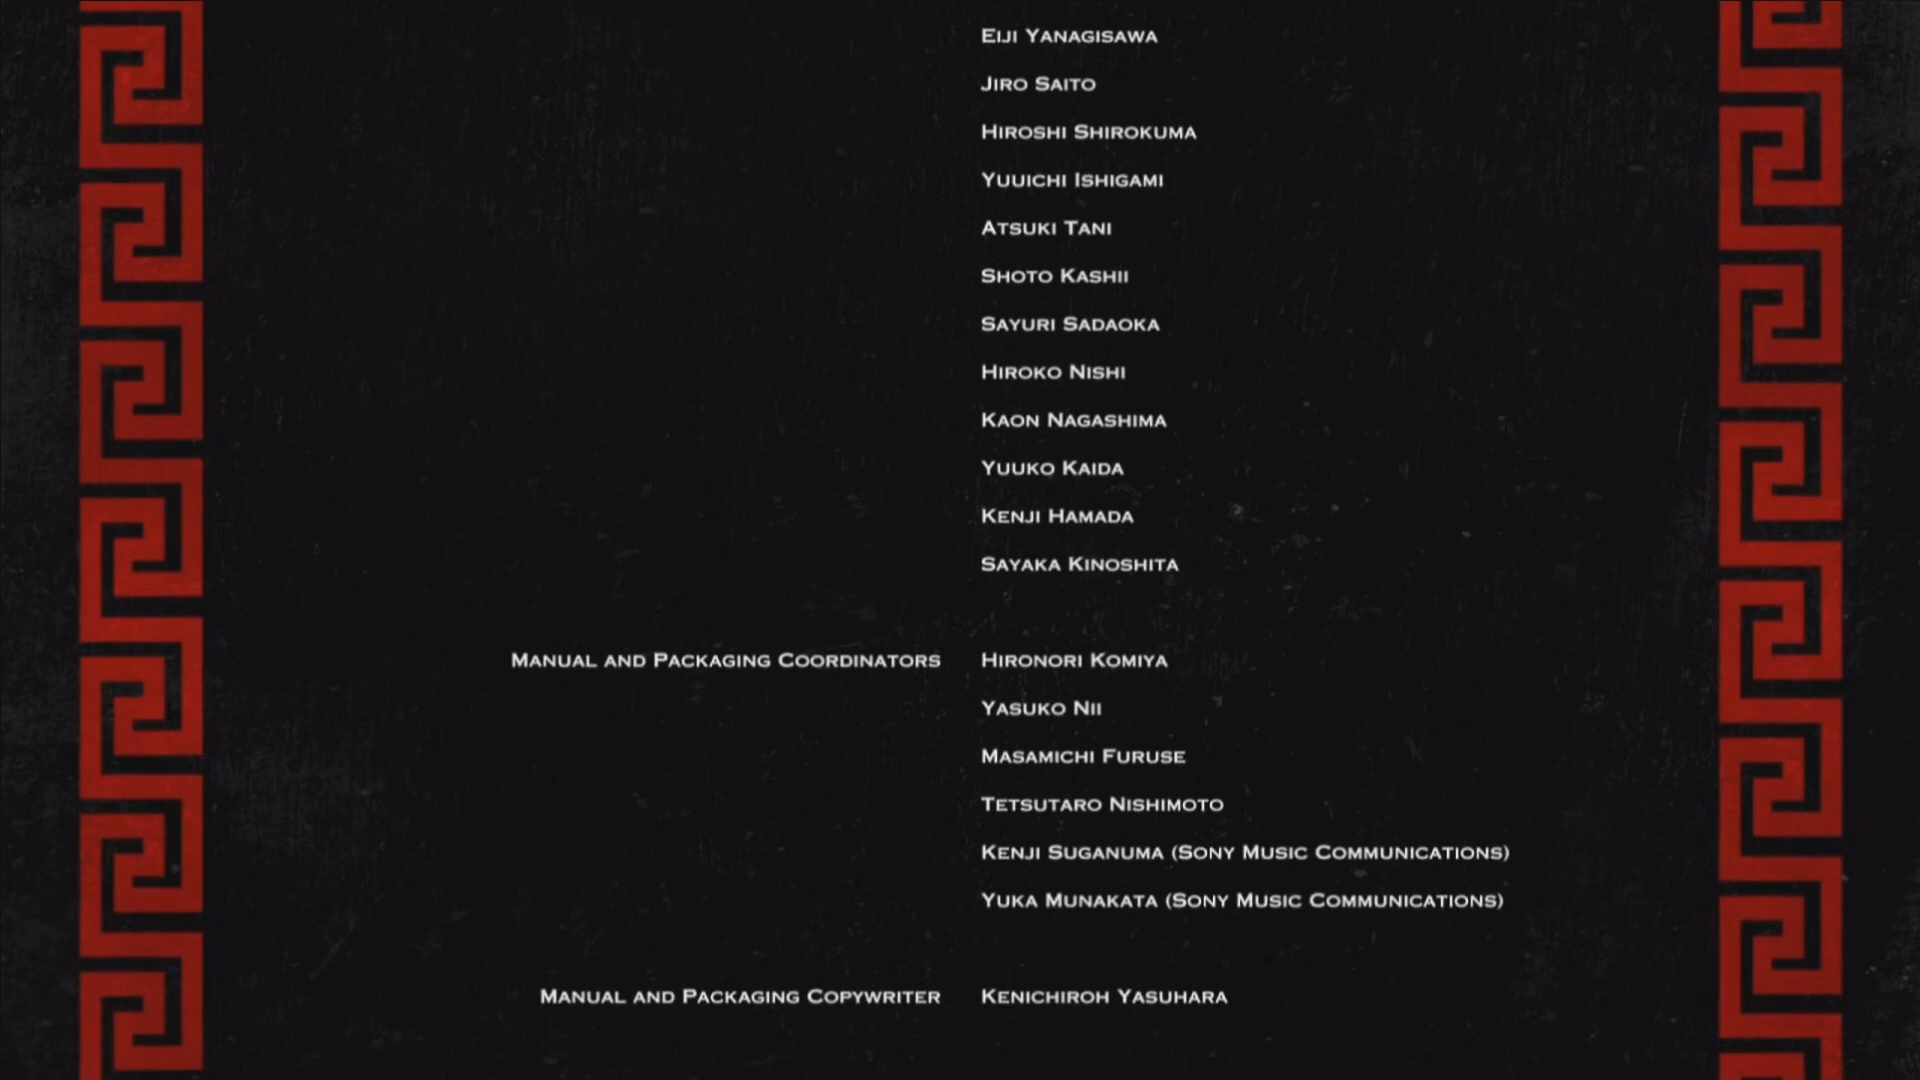 Eiji Yanagisawa
Jiro Saito
Hiroshi Shirokuma
Yuuichi Ishigami
Atsuki Tani
Shoto Kashii
Sayuri Sadaoka
Hiroko Nishi
Kaon Nagashima
Yuuko Kaida
Kenji Hamada
Sayaka Kinoshita
Manual and Packaging Coordinators Hironori Komiya
Yasuko Nii
Masamichi Furuse
Tetsutaro Nishimoto
Kenji Suganuma (Sony Music Communications)
Yuka Munakata (Sony Music Communications)
Manual and Packaging Copywriter Kenichiroh Yasuhara